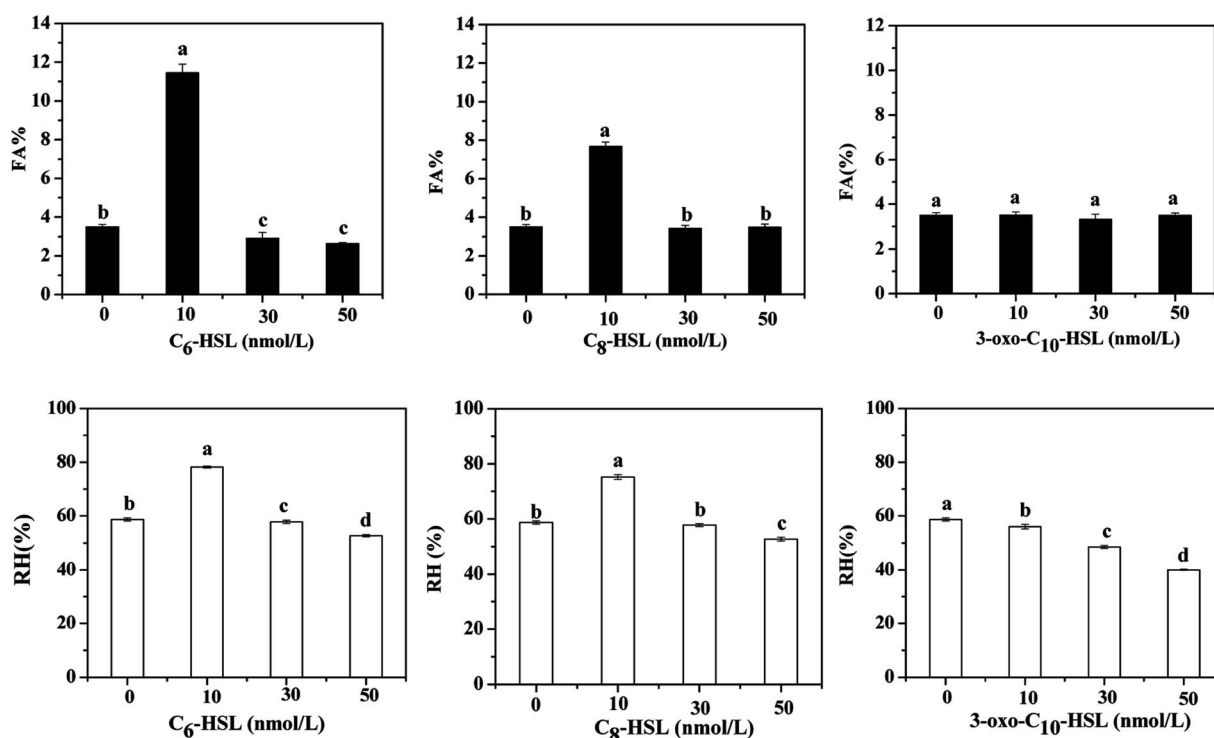 14
12
10
8
6
4
2
0
FA%
b
a
c
c
0 10 30 50
C6-HSL (nmol/L)
14
12
10
8
6
4
2
0
FA%
b
a
b
b
0 10 30 50
C8-HSL (nmol/L)
12
10
8
6
4
2
0
FA(%)
a
a
a
a
0 10 30 50
3-oxo-C10-HSL (nmol/L)
100
80
60
40
20
0
RH(%)
b
a
c
d
0 10 30 50
C6-HSL (nmol/L)
100
80
60
40
20
0
RH (%)
b
a
b
c
0 10 30 50
C8-HSL (nmol/L)
100
80
60
40
20
0
RH(%)
a
b
c
d
0 10 30 50
3-oxo-C10-HSL (nmol/L)